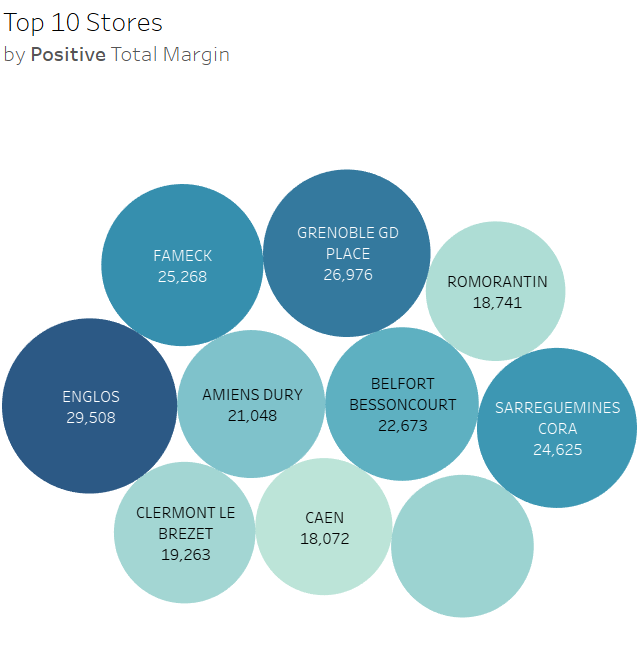 Top 10 Stores
by Positive Total Margin
GRENOBLE GD
PLACE
26,976
FAMECK
25,268
ROMORANTIN
18,741
ENGLOS
29,508
AMIENS DURY
21,048
BELFORT
BESSONCOURT
22,673
SARREGUEMINES
CORA
24,625
CLERMONT LE
BREZET
19,263
CAEN
18,072